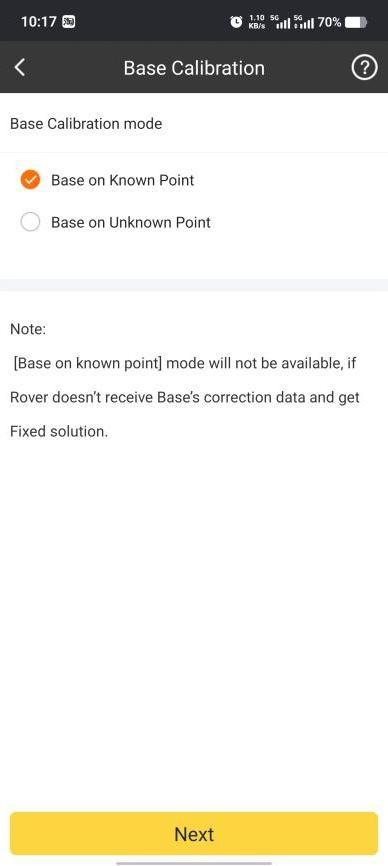 10:17
1.10 KB/s 5G 5G 70%
Base Calibration
Base Calibration mode
Base on Known Point
Base on Unknown Point
Note:
[Base on known point] mode will not be available, if
Rover doesn't receive Base's correction data and get
Fixed solution.
Next